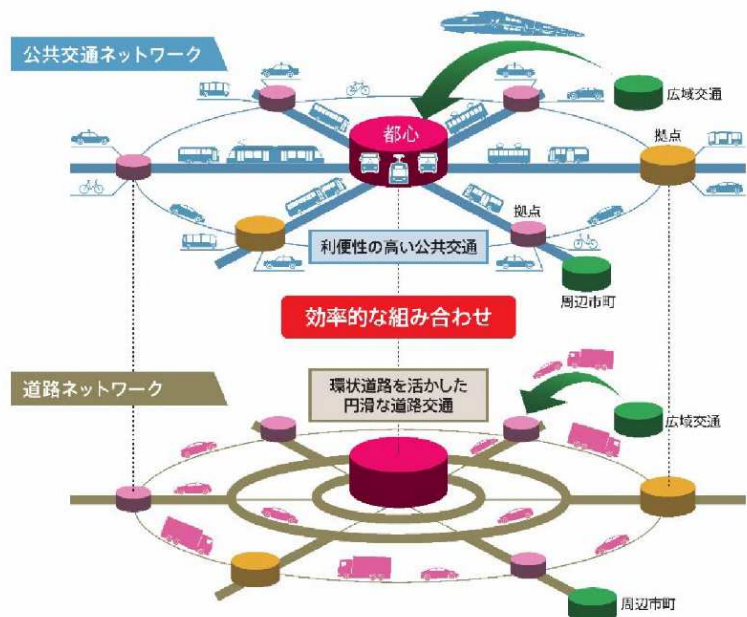 公共交通ネットワーク
都心
広域交通
拠点
拠点
利便性の高い公共交通
周辺市町
効率的な組み合わせ
道路ネットワーク
環状道路を活かした
円滑な道路交通
広域交通
周辺市町